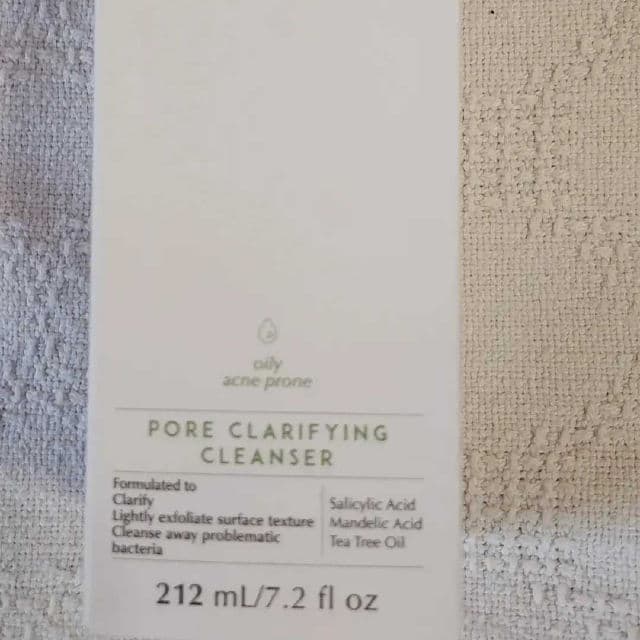 oily
acne prone
PORE CLARIFYING
CLEANSER
Formulated to
Clarify
Lightly exfoliate surface texture
Cleanse away problematic
bacteria
Salicylic Acid
Mandelic Acid
Tea Tree Oil
212 mL/7.2 fl oz